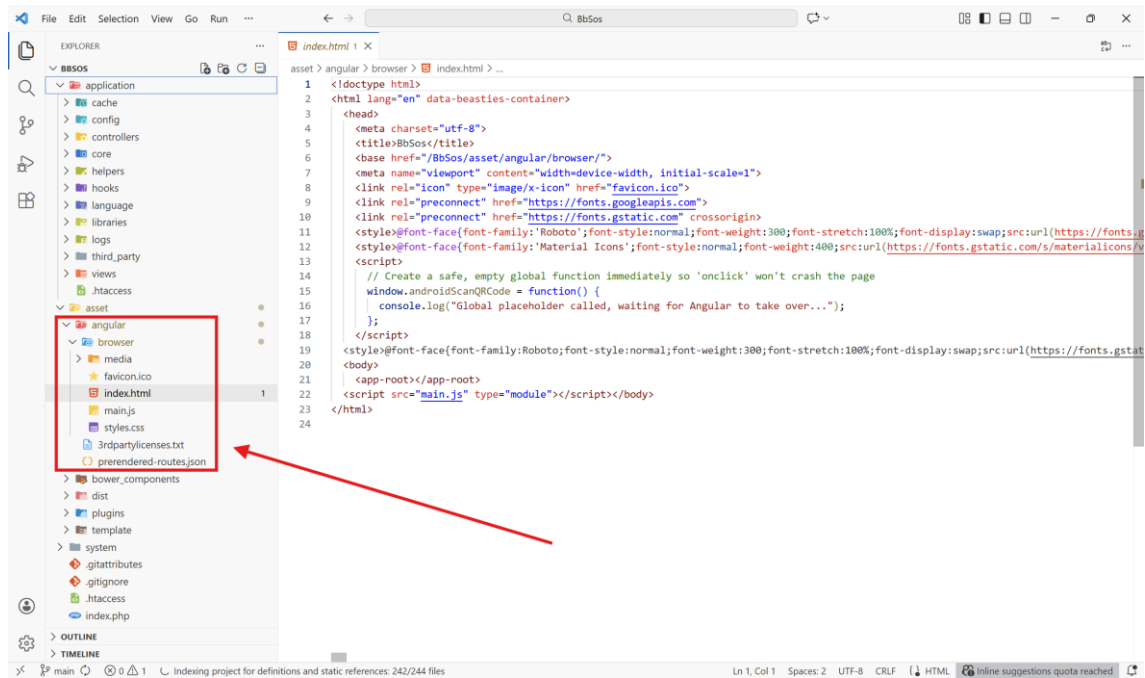 File Edit Selection View Go Run ... BbSos
EXPLORER ...
BBSOS
application
cache
config
controllers
core
helpers
hooks
language
libraries
logs
third_party
views
.htaccess
asset
angular
browser
media
favicon.ico
index.html 1
main.js
styles.css
3rdpartylicenses.txt
prerendered-routes.json
bower_components
dist
plugins
template
system
.gitattributes
.gitignore
.htaccess
index.php
OUTLINE
TIMELINE
index.html 1
asset > angular > browser > index.html > ...
1 <!doctype html>
2 <html lang="en" data-beasties-container>
3 <head>
4 <meta charset="utf-8">
5 <title>BbSos</title>
6 <base href="/BbSos/asset/angular/browser/">
7 <meta name="viewport" content="width=device-width, initial-scale=1">
8 <link rel="icon" type="image/x-icon" href="favicon.ico">
9 <link rel="preconnect" href="https://fonts.googleapis.com">
10 <link rel="preconnect" href="https://fonts.gstatic.com" crossorigin>
11 <style>@font-face{font-family:'Roboto';font-style:normal;font-weight:300;font-stretch:100%;font-display:swap;src:url(https://fonts.g
12 <style>@font-face{font-family:'Material Icons';font-style:normal;font-weight:400;src:url(https://fonts.gstatic.com/s/materialicons/v
13 <script>
14 // Create a safe, empty global function immediately so 'onclick' won't crash the page
15 window.androidScanQRCode = function() {
16 console.log("Global placeholder called, waiting for Angular to take over...");
17 };
18 </script>
19 <style>@font-face{font-family:Roboto;font-style:normal;font-weight:300;font-stretch:100%;font-display:swap;src:url(https://fonts.gstat
20 <body>
21 <app-root></app-root>
22 <script src="main.js" type="module"></script></body>
23 </html>
24
main 0 1 Indexing project for definitions and static references: 242/244 files Ln 1, Col 1 Spaces: 2 UTF-8 CRLF HTML Inline suggestions quota reached